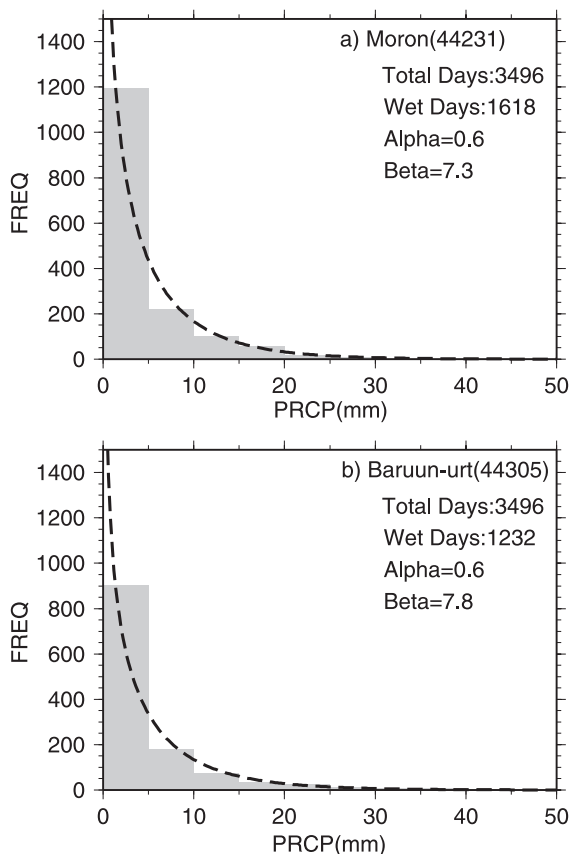 1400
1200
1000
800
600
400
200
0
FREQ
a) Moron(44231)
Total Days:3496
Wet Days:1618
Alpha=0.6
Beta=7.3
0 10 20 30 40 50
PRCP(mm)
1400
1200
1000
800
600
400
200
0
FREQ
b) Baruun-urt(44305)
Total Days:3496
Wet Days:1232
Alpha=0.6
Beta=7.8
0 10 20 30 40 50
PRCP(mm)